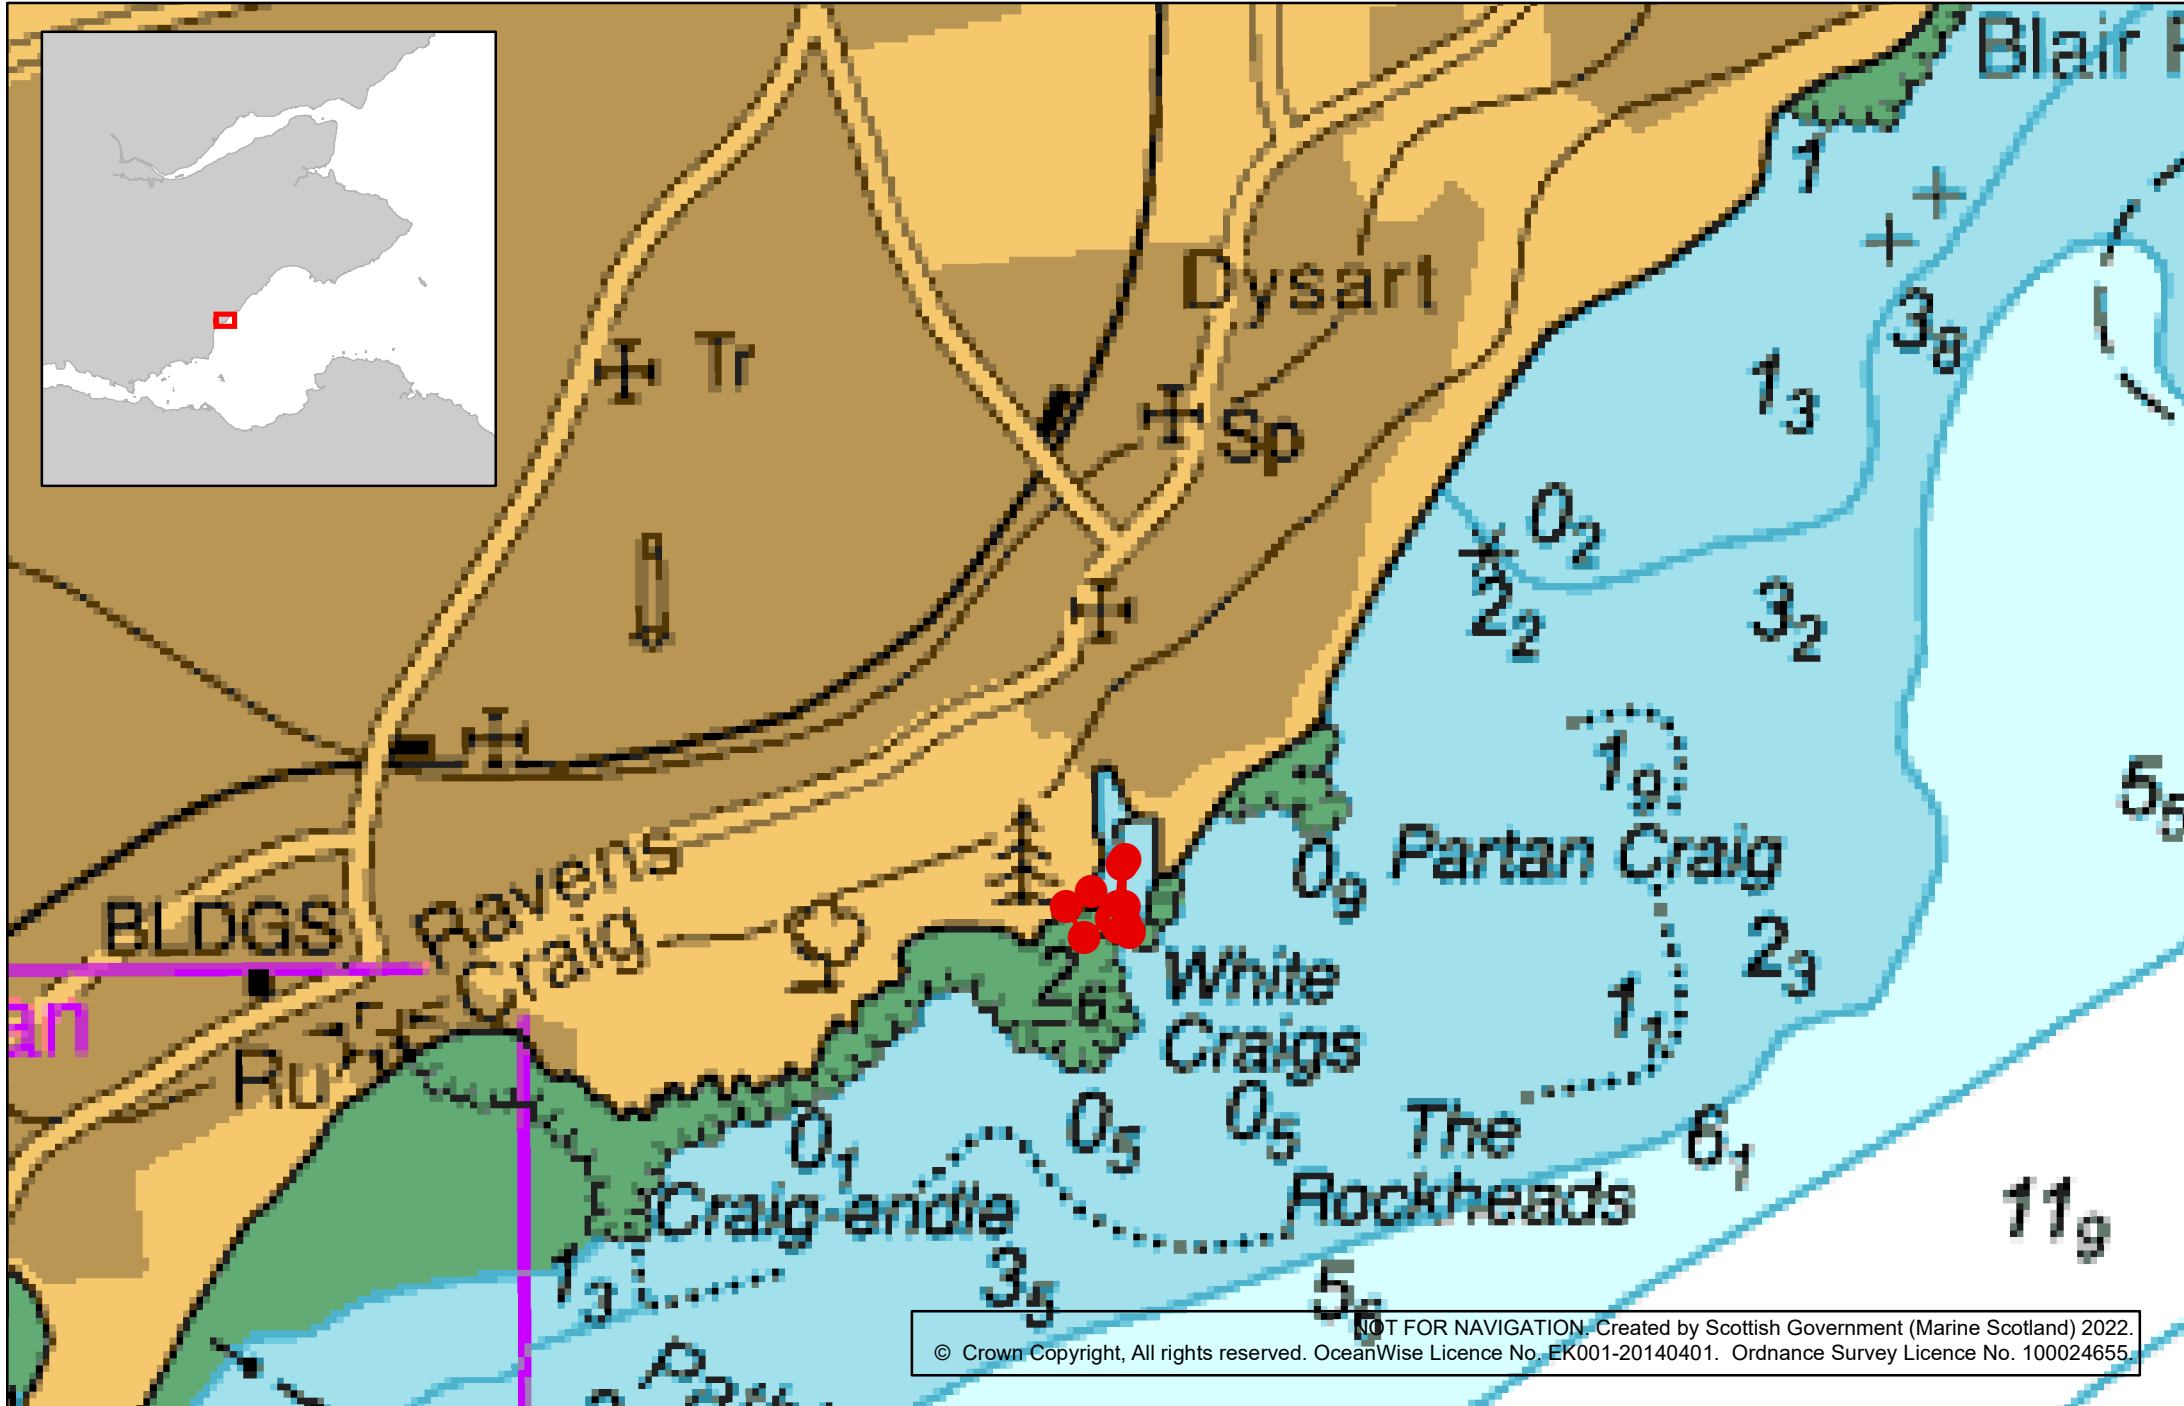 Blair
1
Dysart
3₈
Tr
1₃
Sp
0₂
2₂
3₂
1₉
5₅
Ravens
Craig
BLDGS
0₉
Partan Craig
2₃
2₆
White
Craigs
1₁
an
Ru
0₁
0₅
0₅
The
Rockheads
6₁
Craig-endle
11₉
1₃
3₅
5₆
NOT FOR NAVIGATION. Created by Scottish Government (Marine Scotland) 2022.
© Crown Copyright, All rights reserved. OceanWise Licence No. EK001-20140401. Ordnance Survey Licence No. 100024655.